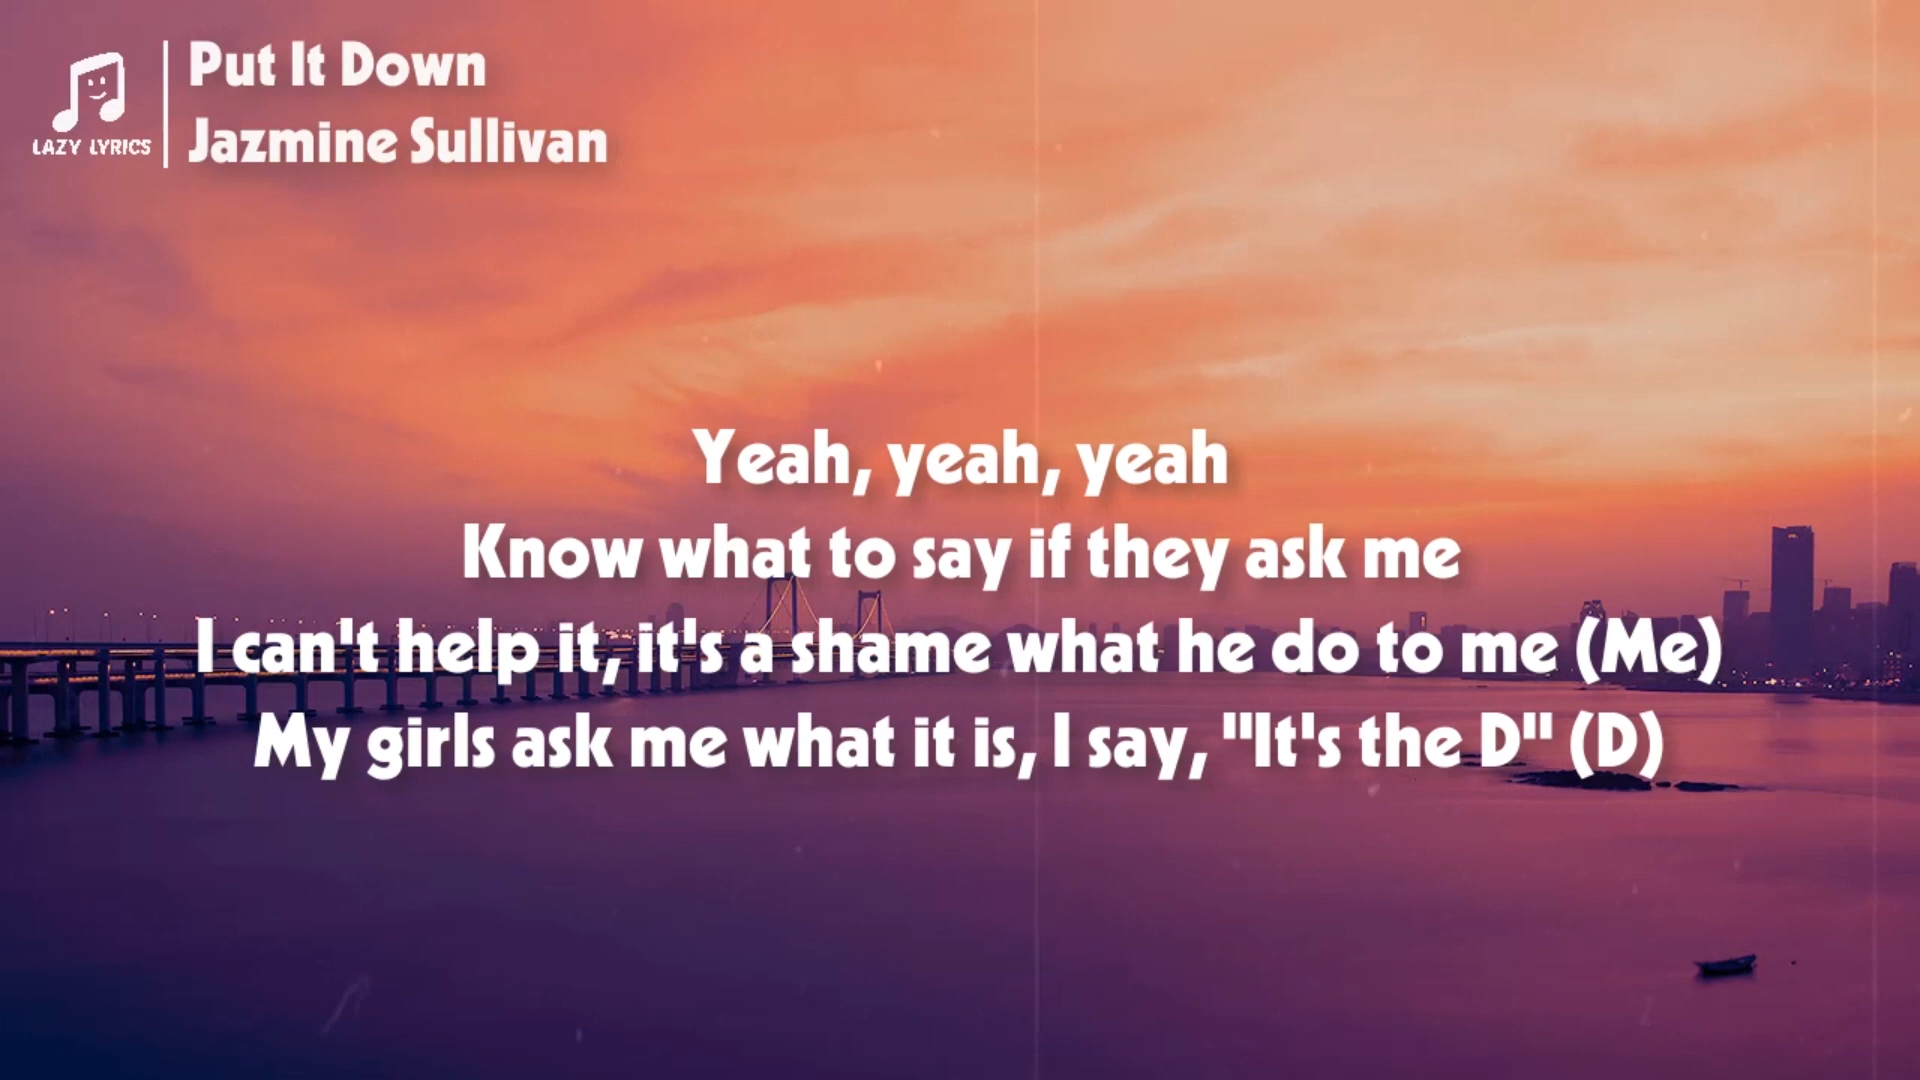 Put It Down
Jazmine Sullivan
LAZY LYRICS
Yeah, yeah, yeah
Know what to say if they ask me
I can't help it, it's a shame what he do to me (Me)
My girls ask me what it is, I say, "It's the D" (D)